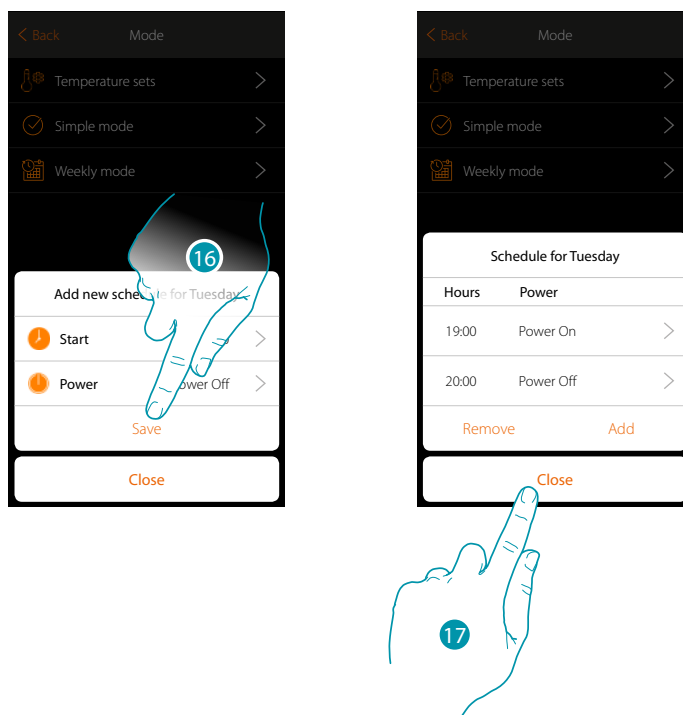 Back Mode
Temperature sets
Simple mode
Weekly mode
16
Add new schedule for Tuesday
Start
Power Power Off
Save
Close
Back Mode
Temperature sets
Simple mode
Weekly mode
Schedule for Tuesday
Hours Power
19:00 Power On
20:00 Power Off
Remove Add
Close
17